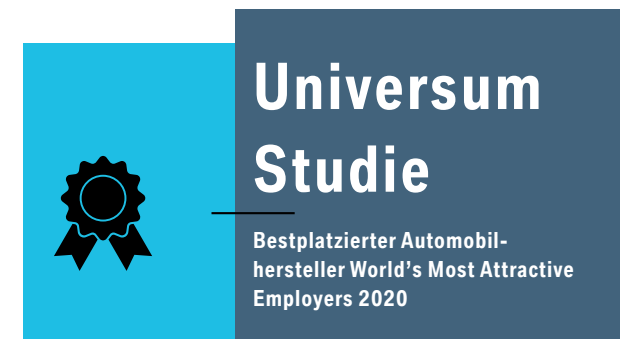 Universum
Studie
Bestplatzierter Automobil-
hersteller World's Most Attractive
Employers 2020